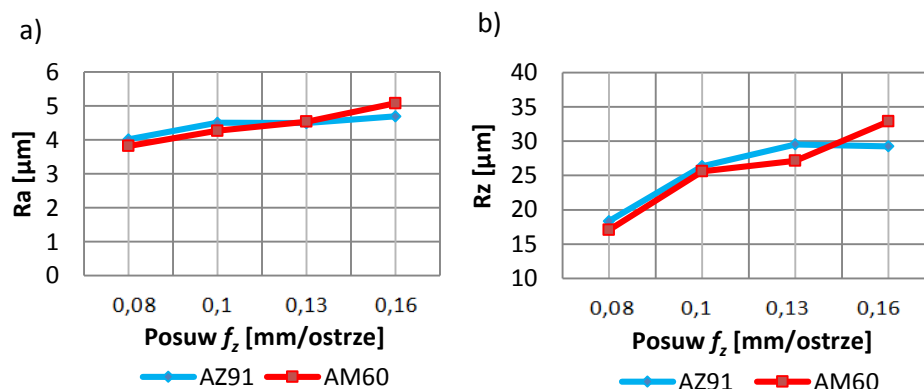 a)
Ra [µm]
6
5
4
3
2
1
0
0,08 0,1 0,13 0,16
Posuw fz [mm/ostrze]
AZ91 AM60
b)
Rz [µm]
40
35
30
25
20
15
10
0,08 0,1 0,13 0,16
Posuw fz [mm/ostrze]
AZ91 AM60